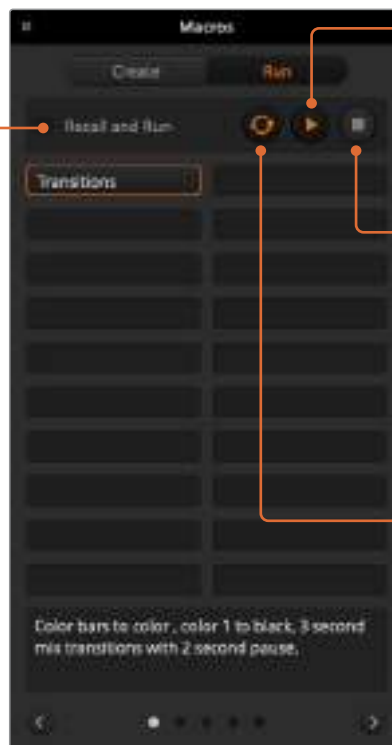 Macros
Create Run
Recall and Run
Transitions
Color bars to color, color 1 to black, 3 second
mix transitions with 2 second pause.